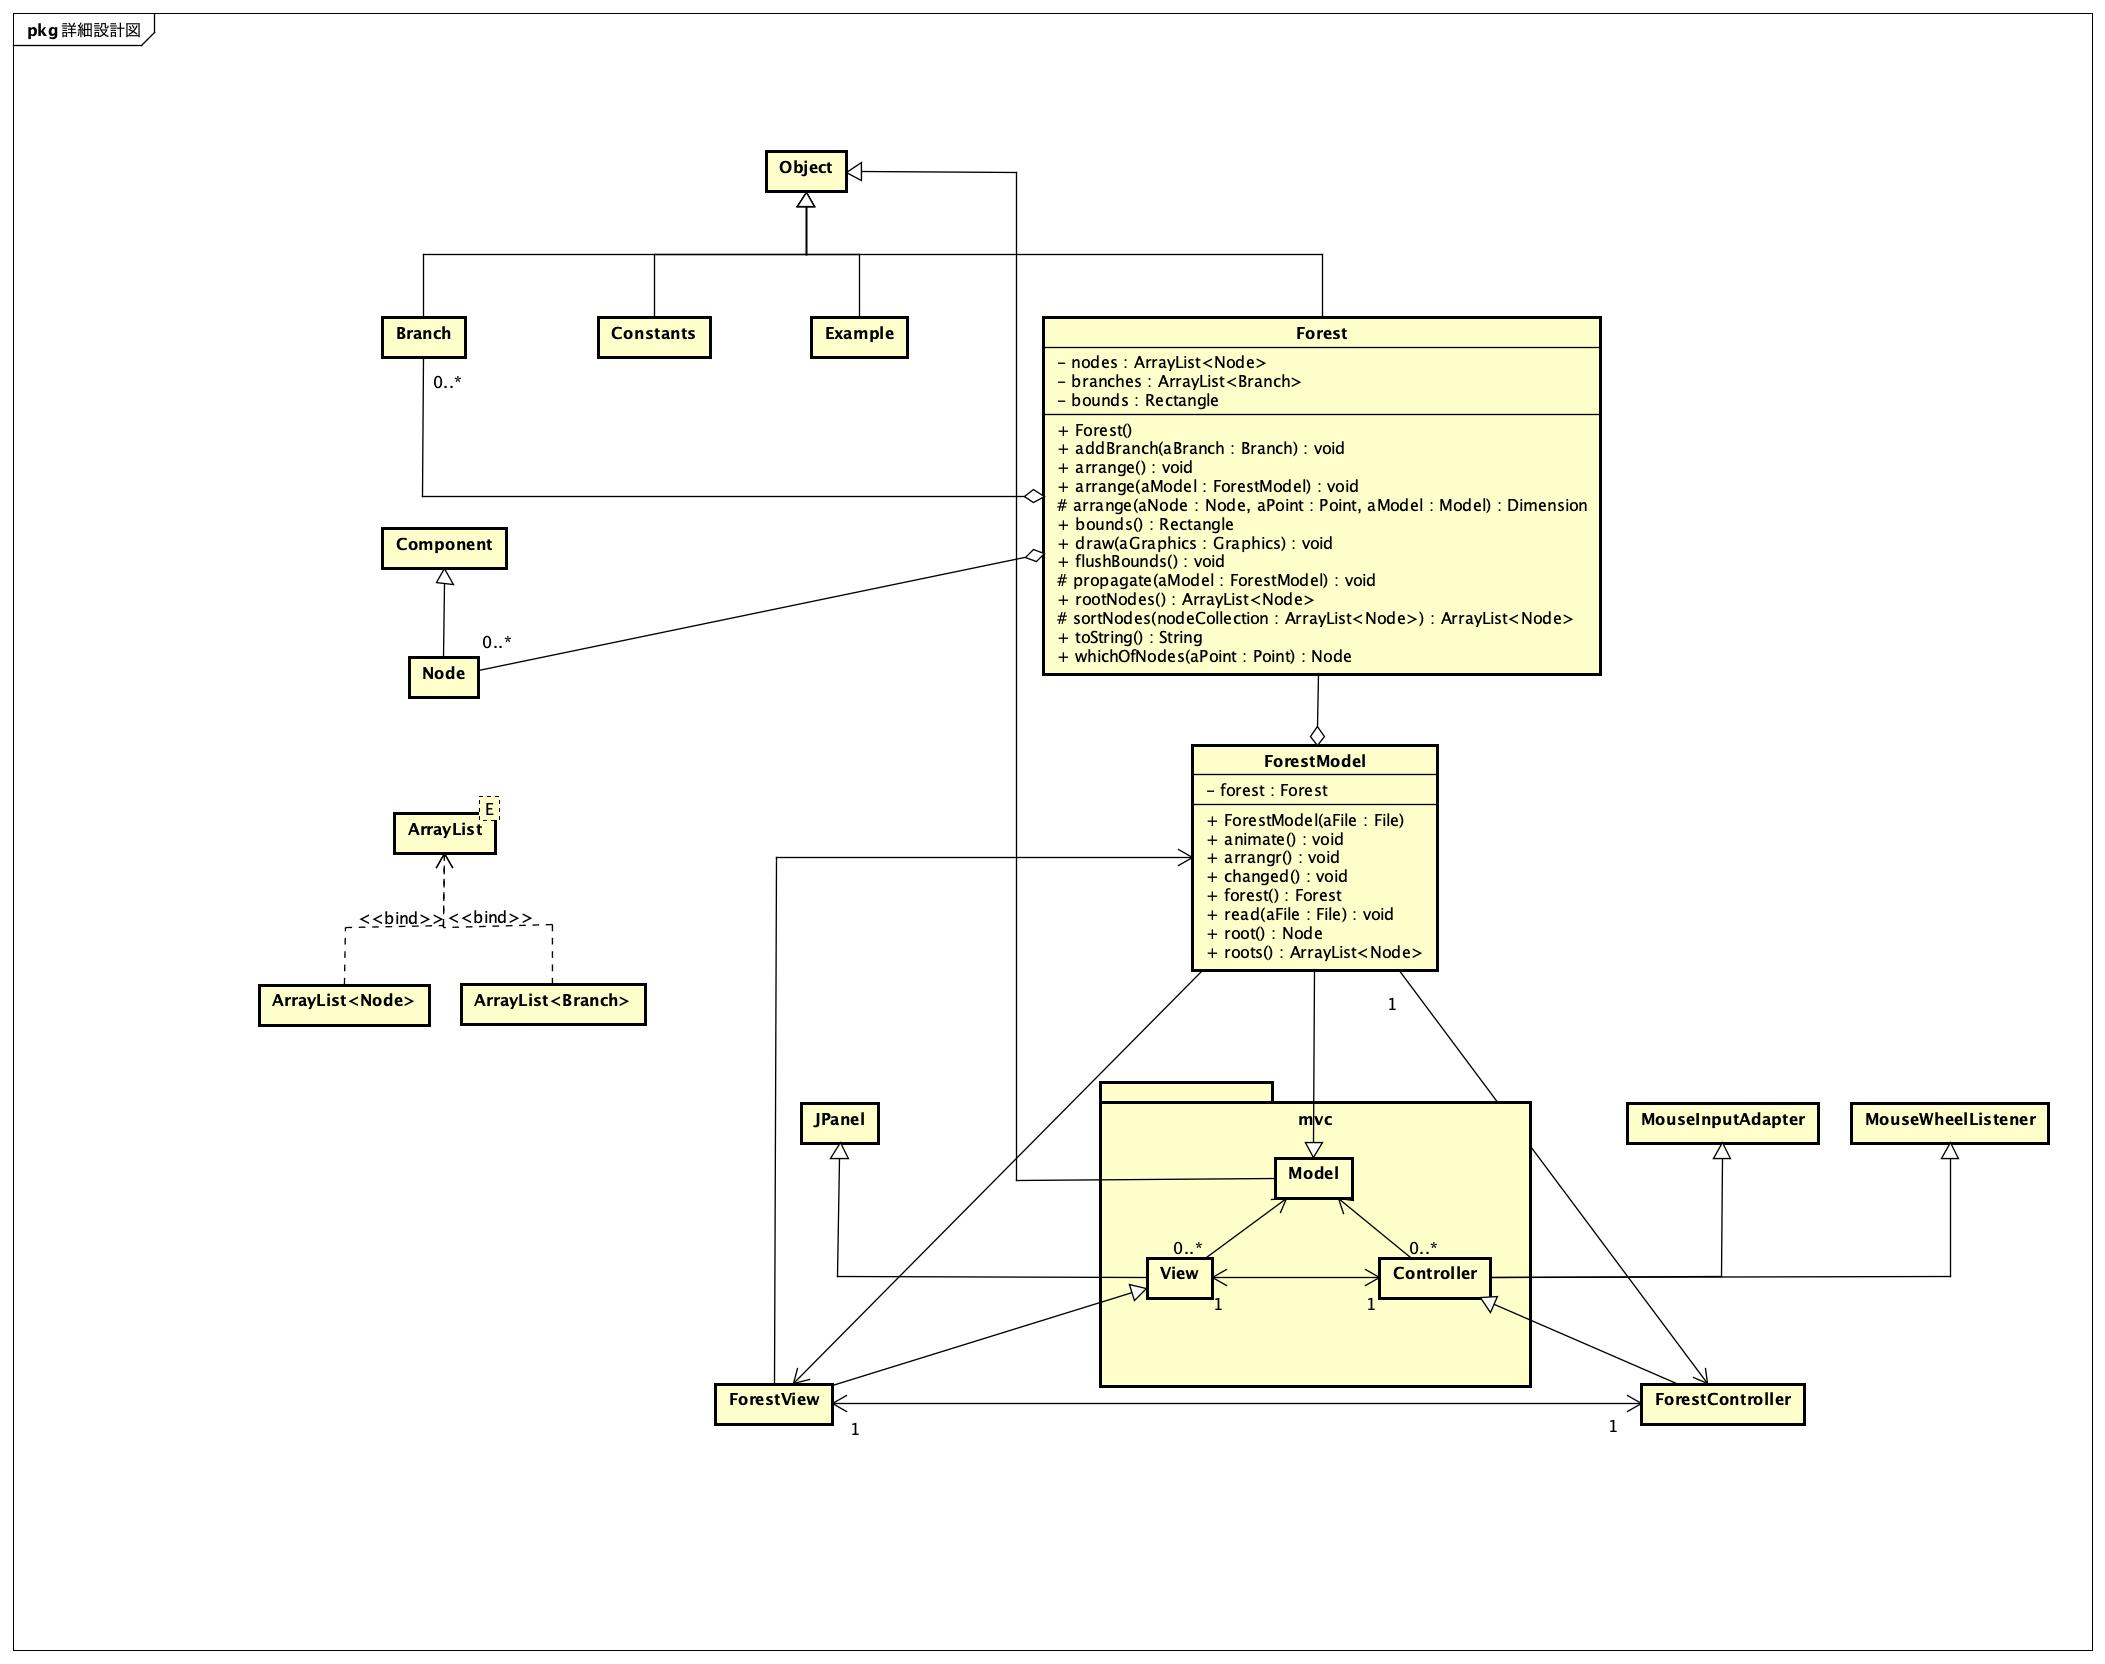 pkg 詳細設計図
Object
Branch
Constants
Example
Forest
– nodes : ArrayList<Node>
– branches : ArrayList<Branch>
– bounds : Rectangle
+ Forest()
+ addBranch(aBranch : Branch) : void
+ arrange() : void
+ arrange(aModel : ForestModel) : void
# arrange(aNode : Node, aPoint : Point, aModel : Model) : Dimension
+ bounds() : Rectangle
+ draw(aGraphics : Graphics) : void
+ flushBounds() : void
# propagate(aModel : ForestModel) : void
+ rootNodes() : ArrayList<Node>
# sortNodes(nodeCollection : ArrayList<Node>) : ArrayList<Node>
+ toString() : String
+ whichOfNodes(aPoint : Point) : Node
0..*
Component
0..*
Node
ForestModel
– forest : Forest
+ ForestModel(aFile : File)
+ animate() : void
+ arrangr() : void
+ changed() : void
+ forest() : Forest
+ read(aFile : File) : void
+ root() : Node
+ roots() : ArrayList<Node>
E
ArrayList
<<bind>>
<<bind>>
ArrayList<Node>
ArrayList<Branch>
1
JPanel
mvc
MouseInputAdapter
MouseWheelListener
Model
0..*
0..*
View
Controller
1
1
ForestView
ForestController
1
1